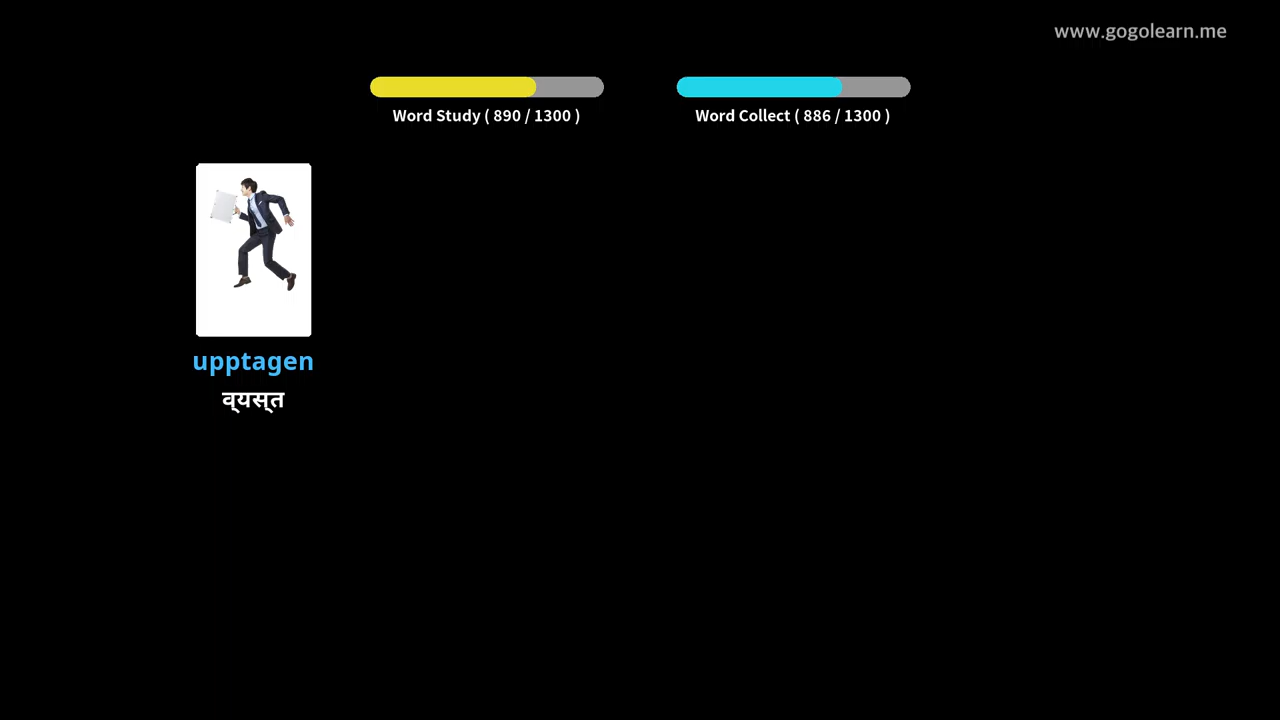 www.gogolearn.me
Word Study ( 890 / 1300 )
Word Collect ( 886 / 1300 )
upptagen
व्यस्त